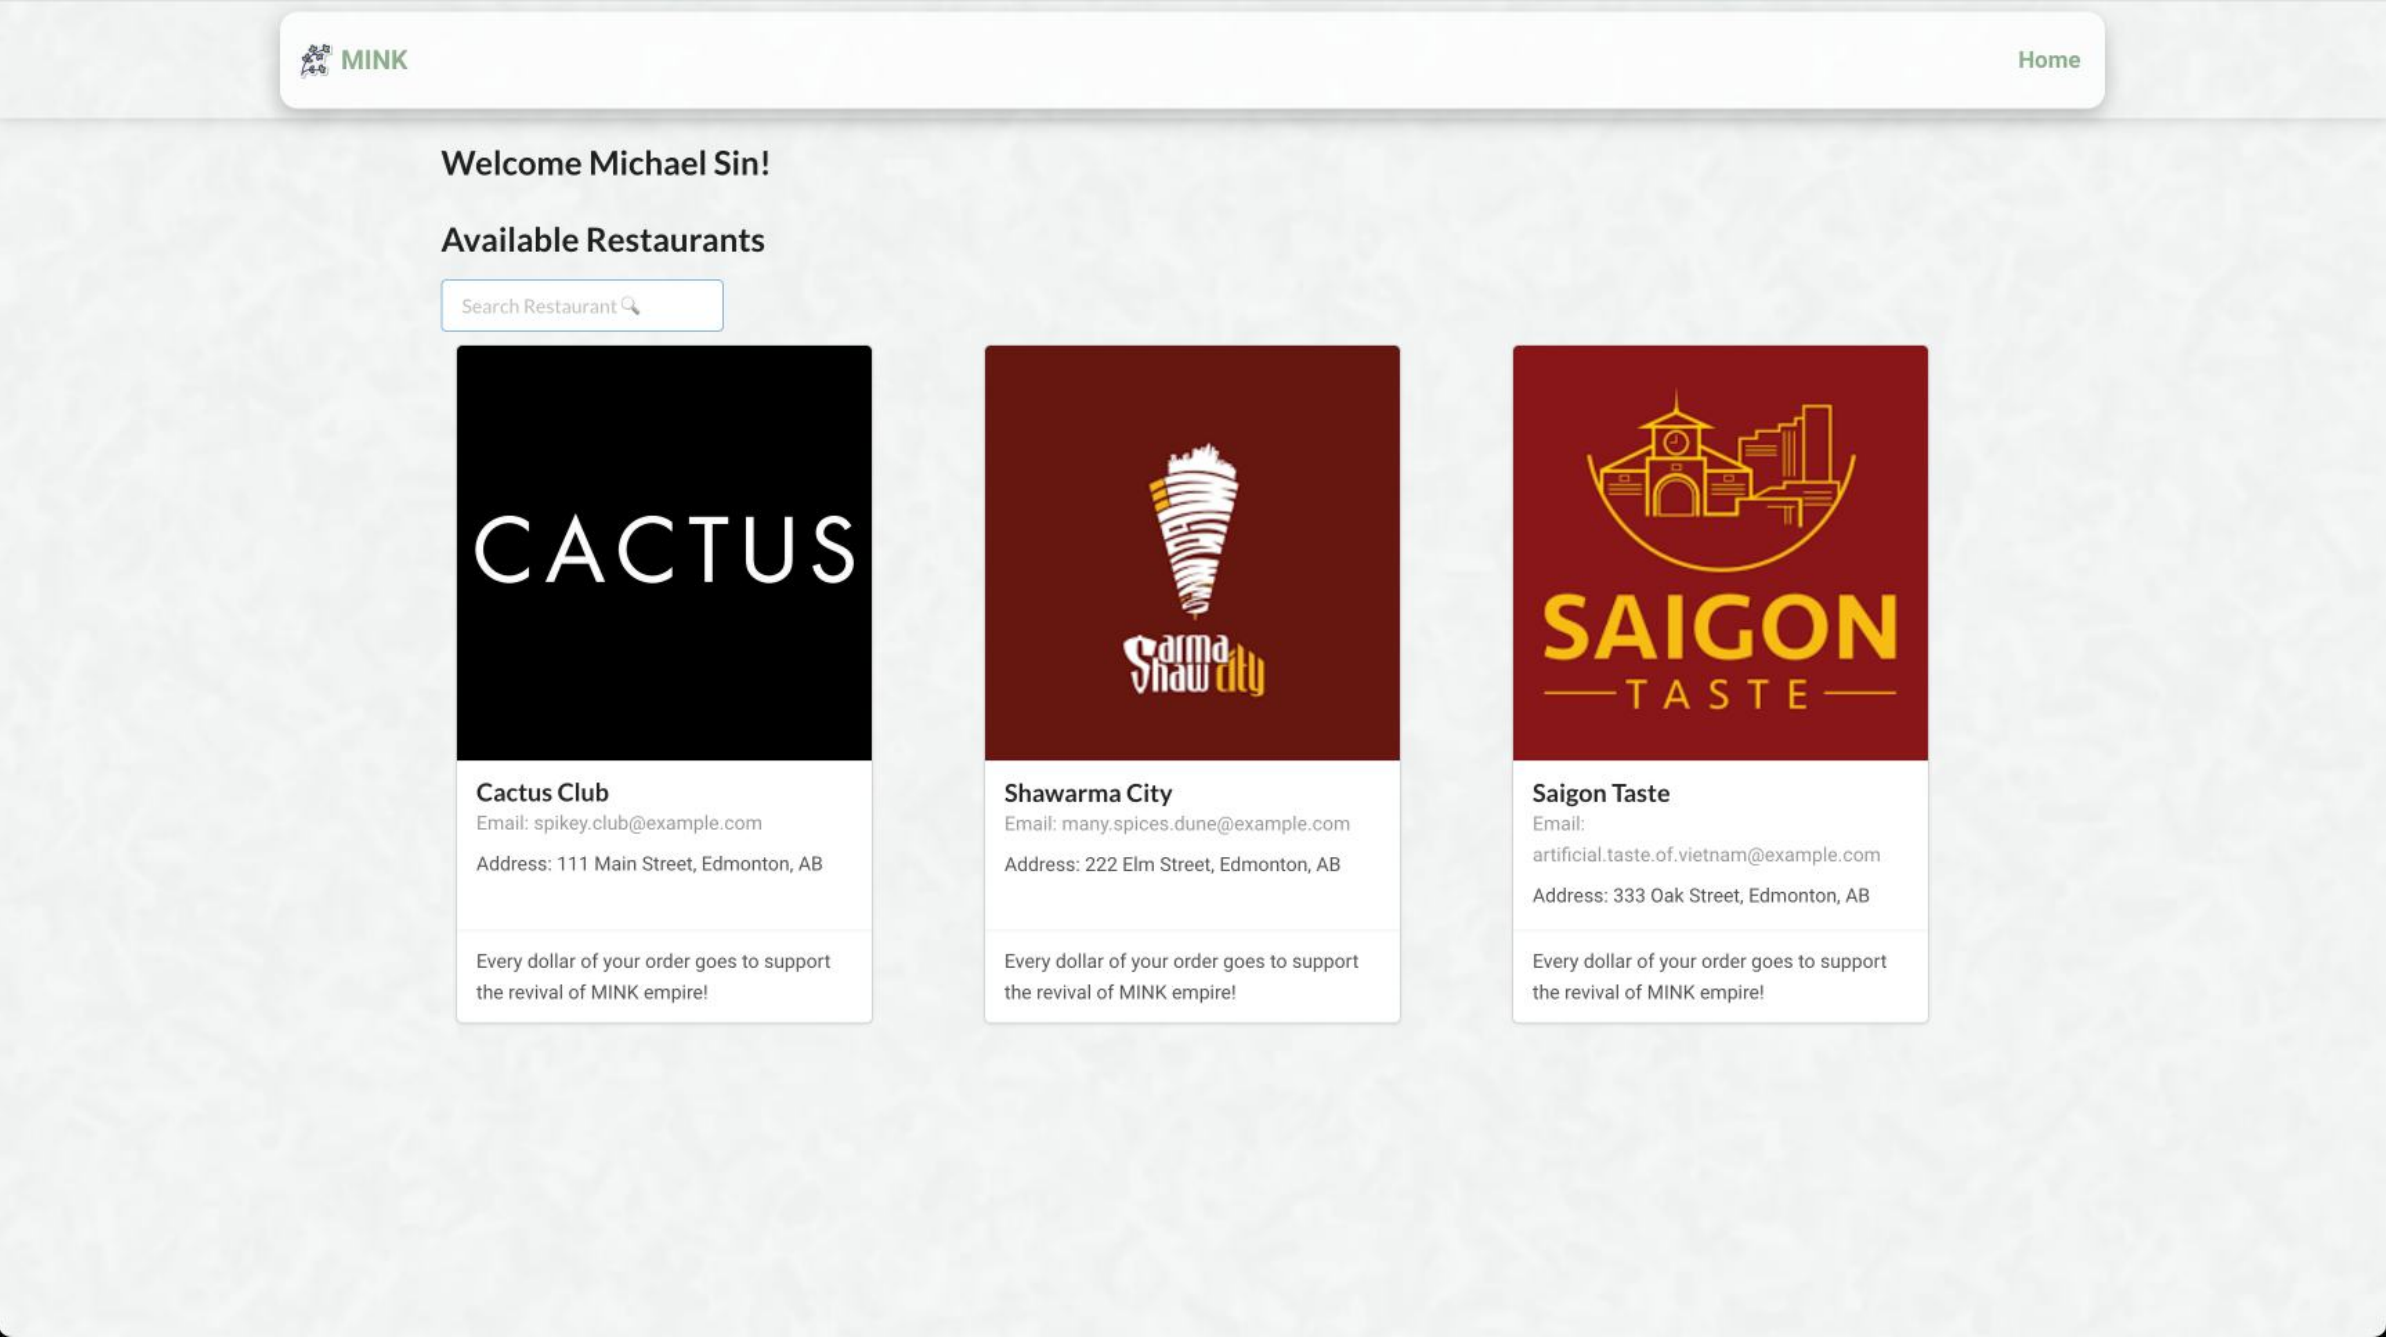 MINK
Home
Welcome Michael Sin!
Available Restaurants
Search Restaurant 🔍
CACTUS
Cactus Club
Email: spikey.club@example.com
Address: 111 Main Street, Edmonton, AB
Every dollar of your order goes to support
the revival of MINK empire!
Shawarma city
Shawarma City
Email: many.spices.dune@example.com
Address: 222 Elm Street, Edmonton, AB
Every dollar of your order goes to support
the revival of MINK empire!
SAIGON
TASTE
Saigon Taste
Email:
artificial.taste.of.vietnam@example.com
Address: 333 Oak Street, Edmonton, AB
Every dollar of your order goes to support
the revival of MINK empire!